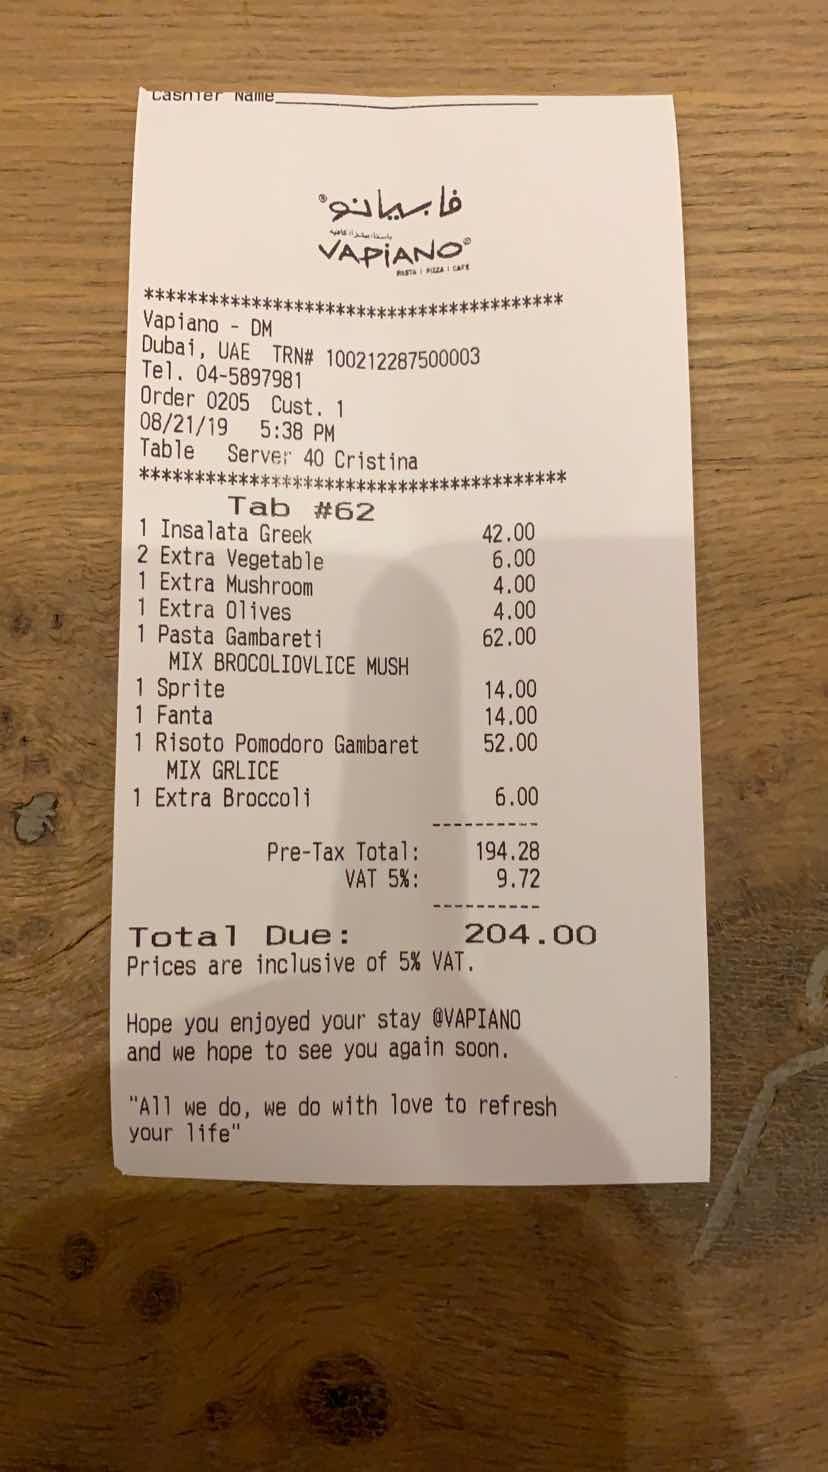 Cashier Name
فابيانو®
باستا | بيتزا | كافيه
VAPiANO®
PASTA | PIZZA | CAFE
******************************************
Vapiano - DM
Dubai, UAE TRN# 100212287500003
Tel. 04-5897981
Order 0205 Cust. 1
08/21/19 5:38 PM
Table Server 40 Cristina
******************************************
Tab #62
1 Insalata Greek 42.00
2 Extra Vegetable 6.00
1 Extra Mushroom 4.00
1 Extra Olives 4.00
1 Pasta Gambareti 62.00
MIX BROCOLIOVLICE MUSH
1 Sprite 14.00
1 Fanta 14.00
1 Risoto Pomodoro Gambaret 52.00
MIX GRLICE
1 Extra Broccoli 6.00
----------
Pre-Tax Total: 194.28
VAT 5%: 9.72
----------
Total Due: 204.00
Prices are inclusive of 5% VAT.
Hope you enjoyed your stay @VAPIANO
and we hope to see you again soon.
"All we do, we do with love to refresh
your life"